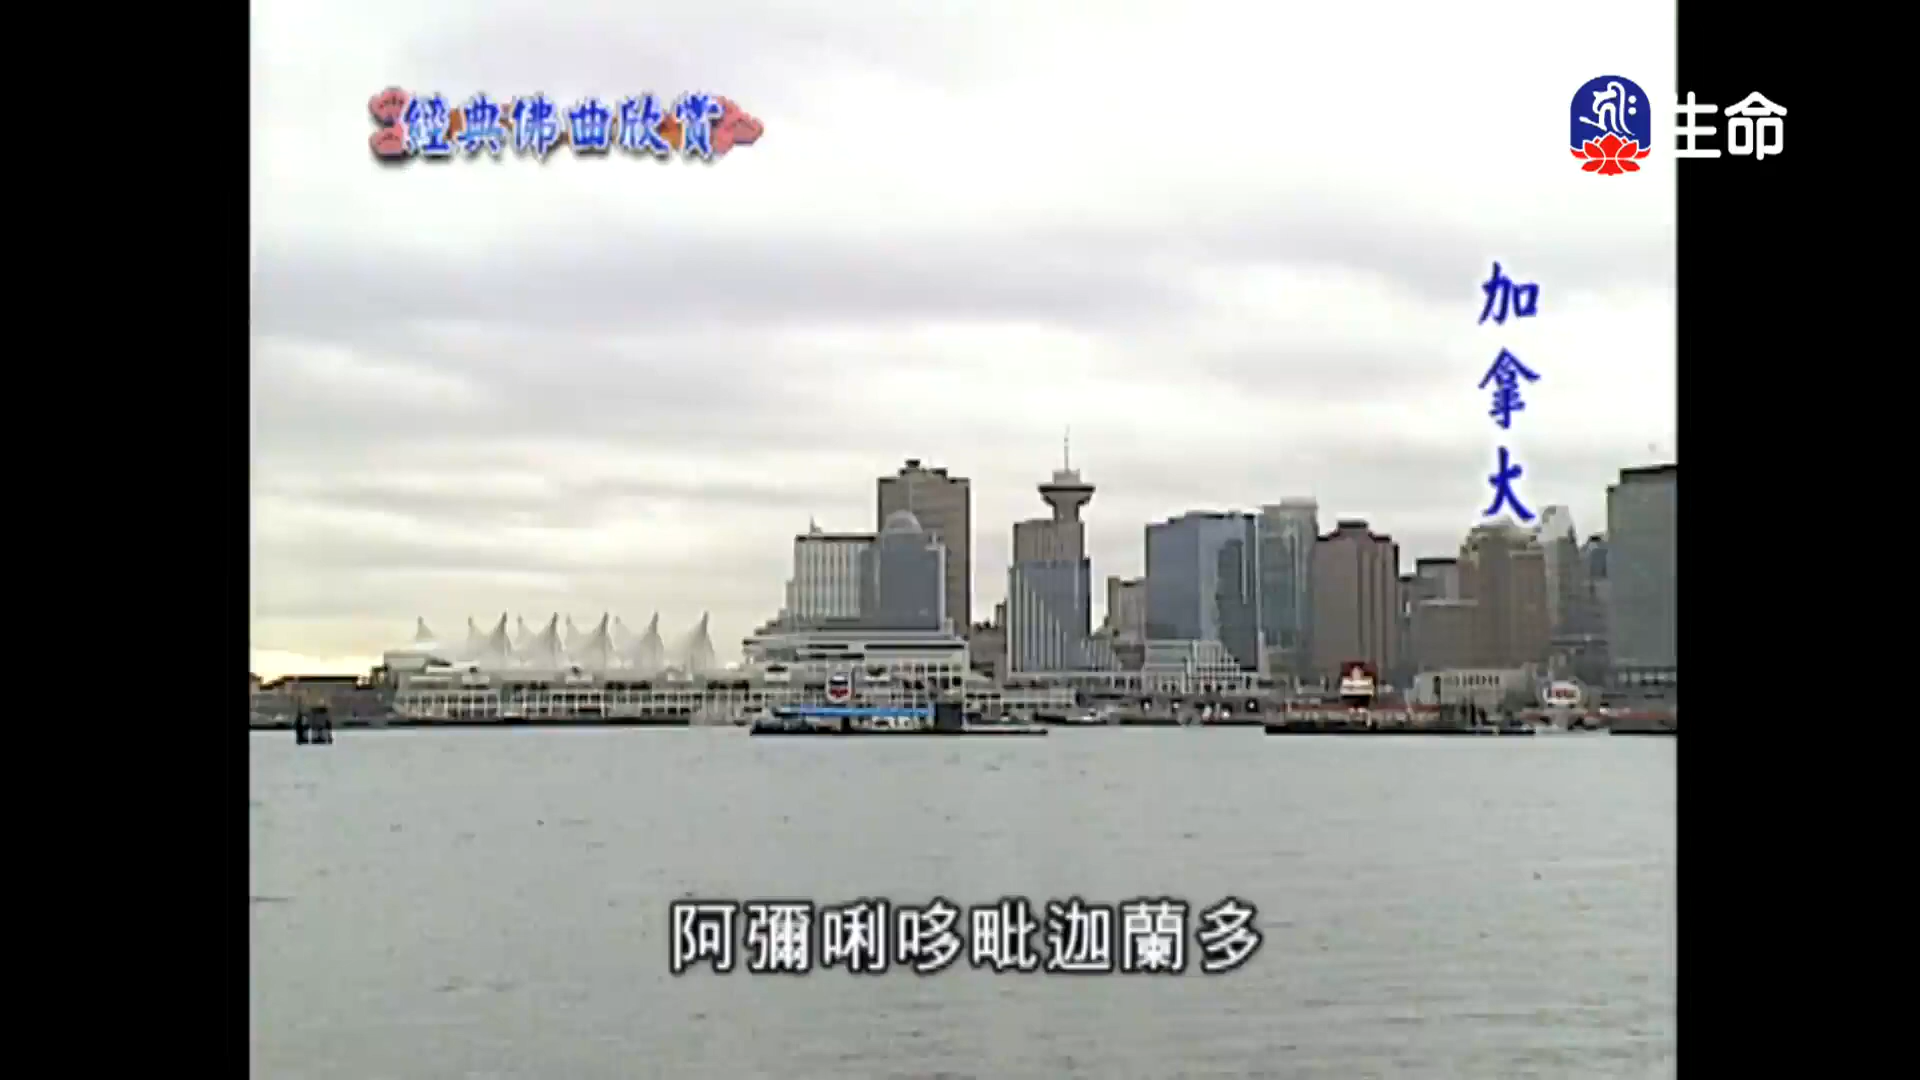 經典佛曲欣賞
生命
加拿大
阿彌唎哆毗迦蘭多